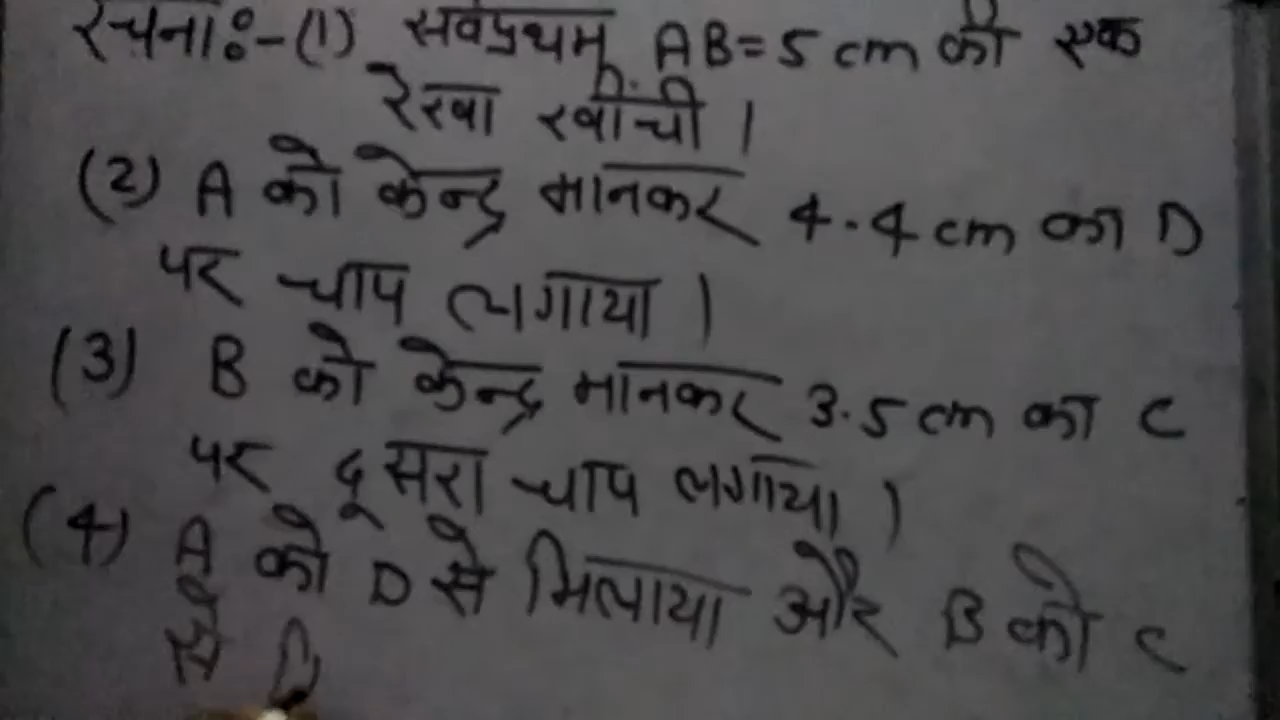 रचनाः- (1) सर्वप्रथम AB=5 cm की एक
रेखा खींची।
(2) A को केन्द्र मानकर 4.4 cm का D
पर चाप लगाया।
(3) B को केन्द्र मानकर 3.5 cm का C
पर दूसरा चाप लगाया।
(4) A को D से मिलाया और B को C
से D